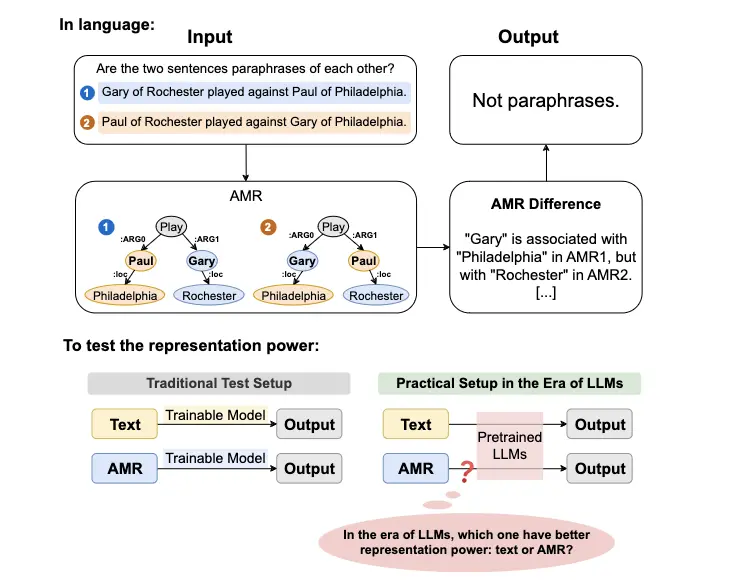 In language:
Input
Output
Are the two sentences paraphrases of each other?
1 Gary of Rochester played against Paul of Philadelphia.
2 Paul of Rochester played against Gary of Philadelphia.
Not paraphrases.
AMR
1
Play
:ARG0 :ARG1
Paul Gary
:loc :loc
Philadelphia Rochester
2
Play
:ARG0 :ARG1
Gary Paul
:loc :loc
Philadelphia Rochester
AMR Difference
"Gary" is associated with
"Philadelphia" in AMR1, but
with "Rochester" in AMR2.
[...]
To test the representation power:
Traditional Test Setup
Text Trainable Model Output
AMR Trainable Model Output
Practical Setup in the Era of LLMs
Text Output
Pretrained
LLMs
AMR ? Output
In the era of LLMs, which one have better
representation power: text or AMR?